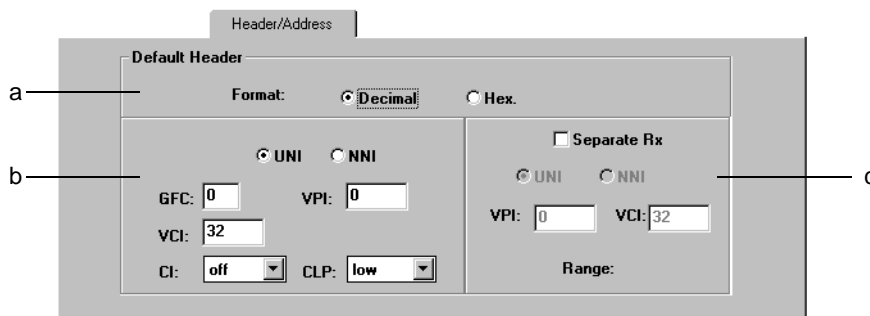 Header/Address
Default Header
a
Format: Decimal Hex.
Separate Rx
UNI NNI
b
UNI NNI
GFC: 0 VPI: 0
VPI: 0 VCI: 32
VCI: 32
CI: off CLP: low
Range: